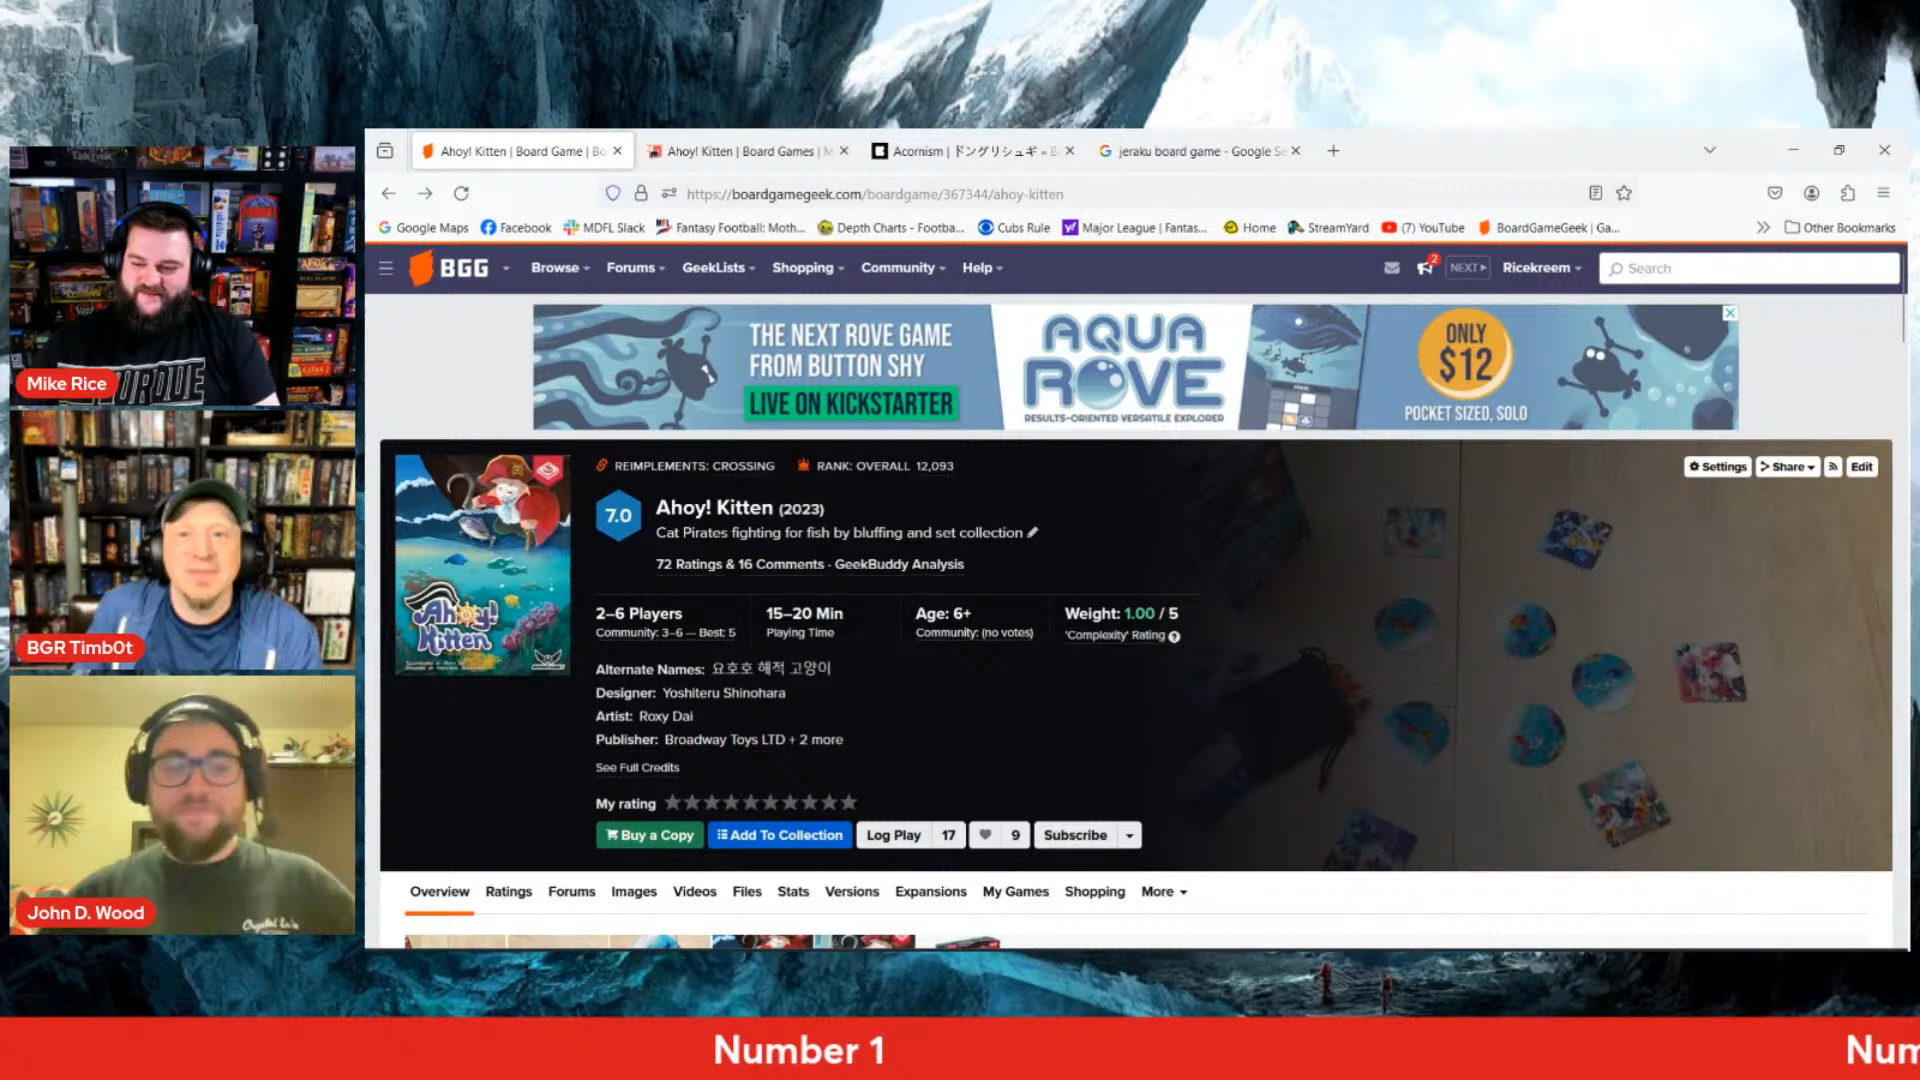 Ahoy! Kitten | Board Game | Bo
Ahoy! Kitten | Board Games | M
Acornism | ドングリシュギ » B
jeraku board game - Google Se
https://boardgamegeek.com/boardgame/367344/ahoy-kitten
Google Maps
Facebook
MDFL Slack
Fantasy Football: Moth...
Depth Charts - Footba...
Cubs Rule
Major League | Fantas...
Home
StreamYard
(7) YouTube
BoardGameGeek | Ga...
Other Bookmarks
BGG
Browse
Forums
GeekLists
Shopping
Community
Help
2
NEXT
Ricekreem
Search
THE NEXT ROVE GAME
FROM BUTTON SHY
LIVE ON KICKSTARTER
AQUA
ROVE
RESULTS-ORIENTED VERSATILE EXPLORER
ONLY
$12
POCKET SIZED, SOLO
REIMPLEMENTS: CROSSING
RANK: OVERALL 12,093
Settings
Share
Edit
7.0
Ahoy! Kitten (2023)
Cat Pirates fighting for fish by bluffing and set collection
72 Ratings & 16 Comments · GeekBuddy Analysis
Ahoy!
Kitten
2–6 Players
Community: 3–6 — Best: 5
15–20 Min
Playing Time
Age: 6+
Community: (no votes)
Weight: 1.00 / 5
'Complexity' Rating
Alternate Names: 요호호 해적 고양이
Designer: Yoshiteru Shinohara
Artist: Roxy Dai
Publisher: Broadway Toys LTD + 2 more
See Full Credits
My rating
Buy a Copy
Add To Collection
Log Play
17
9
Subscribe
Overview
Ratings
Forums
Images
Videos
Files
Stats
Versions
Expansions
My Games
Shopping
More
Mike Rice
BGR Timb0t
John D. Wood
Number 1
Num